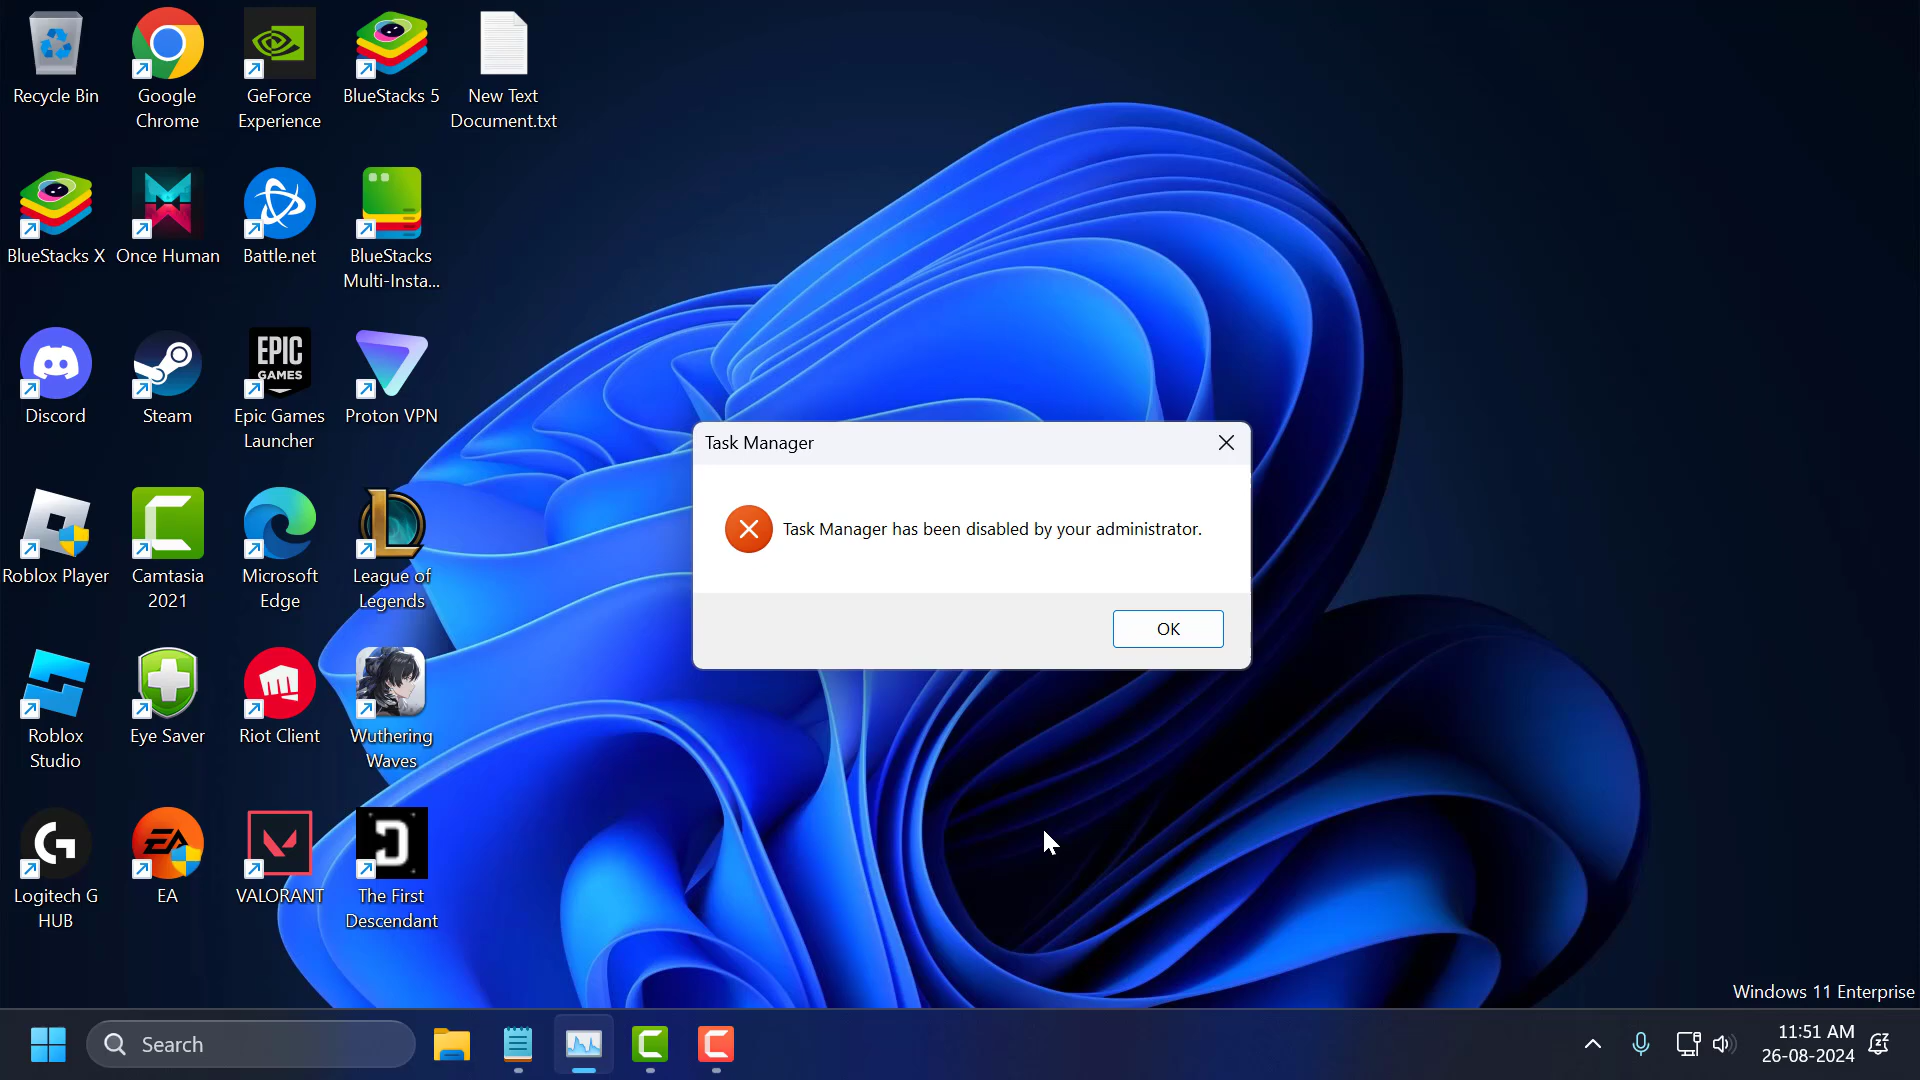 Recycle Bin
Google
Chrome
GeForce
Experience
BlueStacks 5
New Text
Document.txt
BlueStacks X
Once Human
Battle.net
BlueStacks
Multi-Insta...
Discord
Steam
EPIC
GAMES
Epic Games
Launcher
Proton VPN
Roblox Player
Camtasia
2021
Microsoft
Edge
League of
Legends
Roblox
Studio
Eye Saver
Riot Client
Wuthering
Waves
Logitech G
HUB
EA
EA
VALORANT
The First
Descendant
Task Manager
Task Manager has been disabled by your administrator.
OK
Windows 11 Enterprise
Search
11:51 AM
26-08-2024